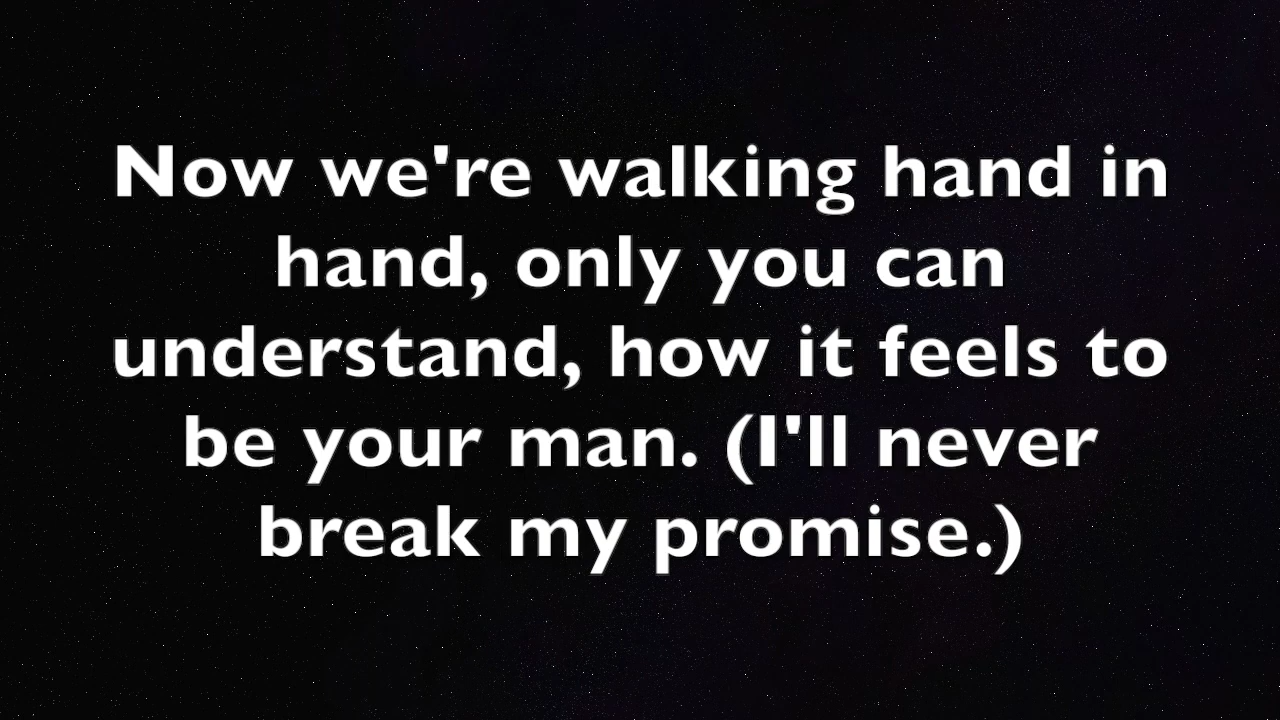 Now we're walking hand in
hand, only you can
understand, how it feels to
be your man. (I'll never
break my promise.)